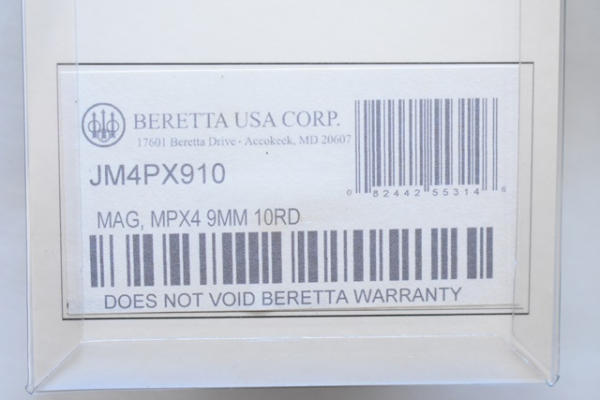 BERETTA USA CORP.
17601 Beretta Drive · Accokeek, MD 20607
0 82442 55314 6
JM4PX910
MAG, MPX4 9MM 10RD
DOES NOT VOID BERETTA WARRANTY